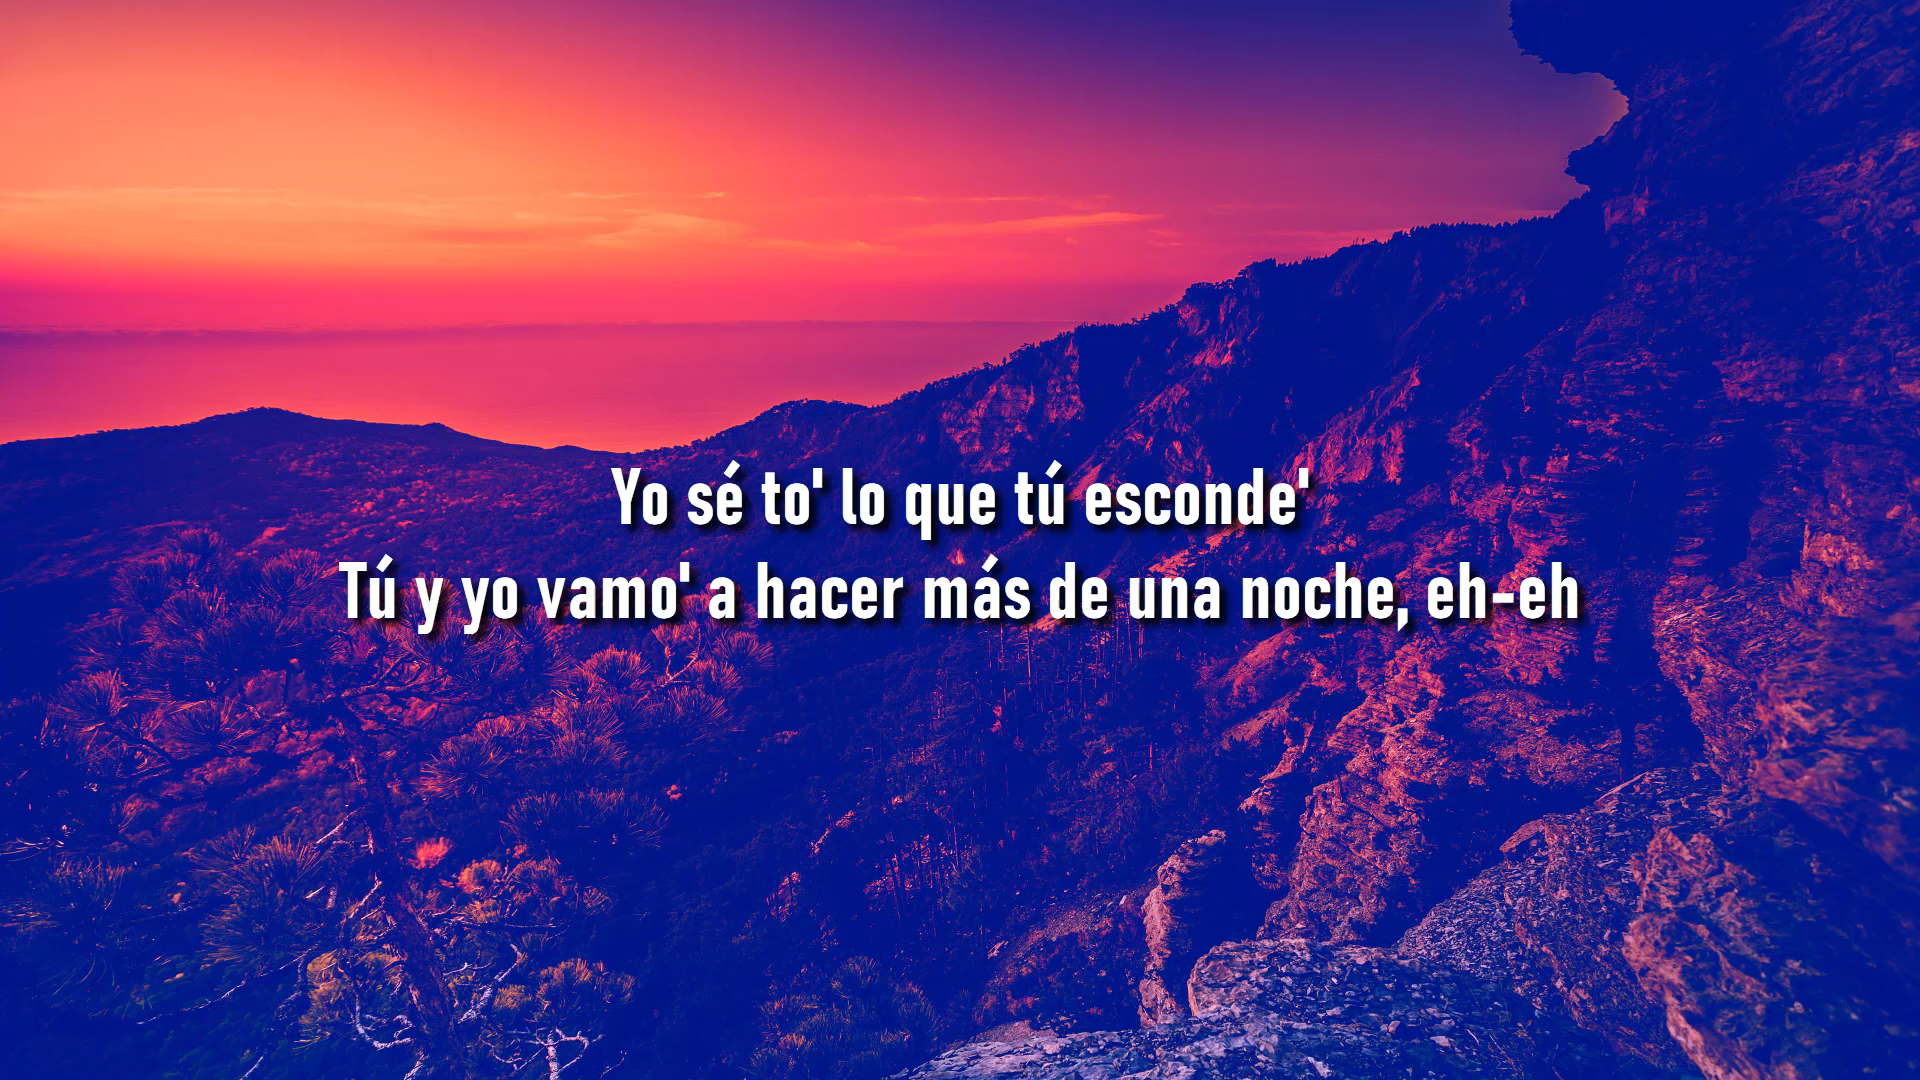 Yo sé to' lo que tú esconde'
Tú y yo vamo' a hacer más de una noche, eh-eh